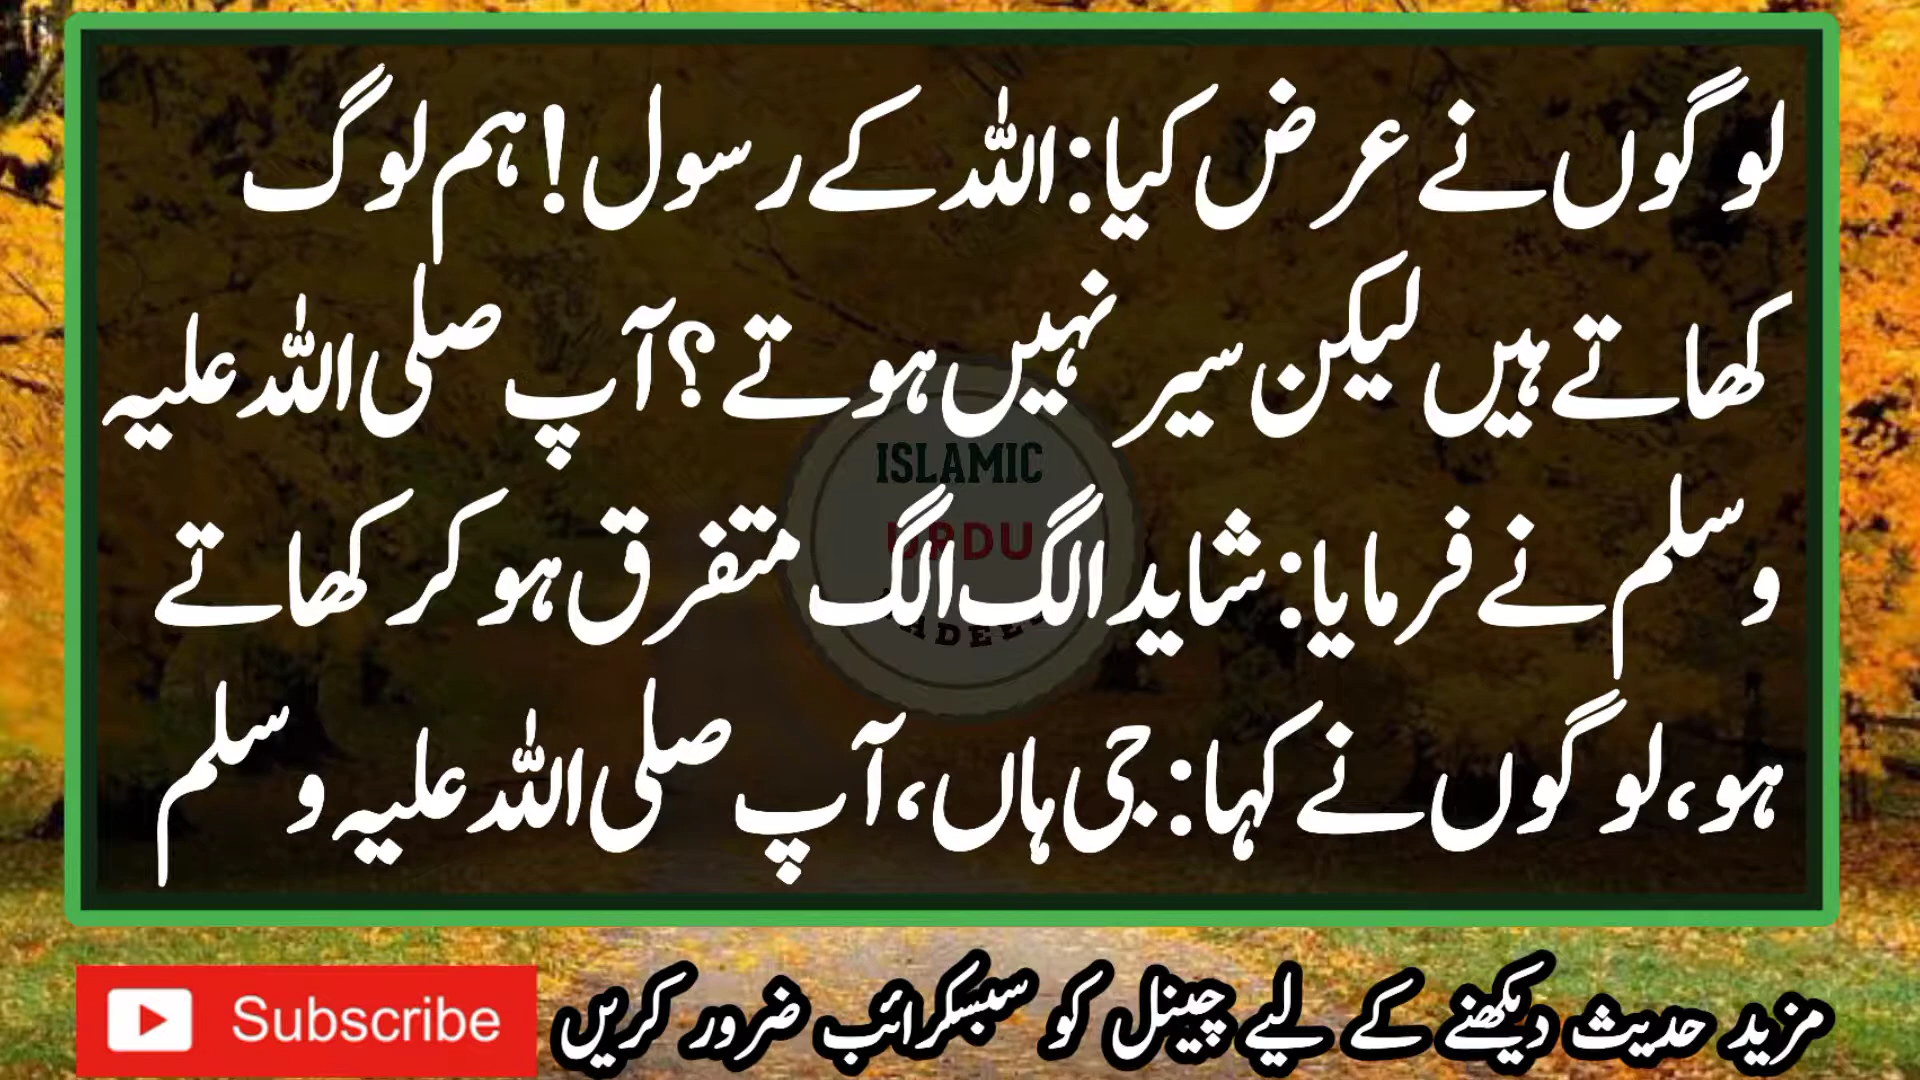 لوگوں نے عرض کیا: اللہ کے رسول! ہم لوگ
کھاتے ہیں لیکن سیر نہیں ہوتے؟ آپ صلی اللہ علیہ
وسلم نے فرمایا: شاید الگ الگ متفرق ہو کر کھاتے
ہو، لوگوں نے کہا: جی ہاں، آپ صلی اللہ علیہ وسلم
ISLAMIC
URDU
Subscribe
مزید حدیث دیکھنے کے لیے چینل کو سبسکرائب ضرور کریں